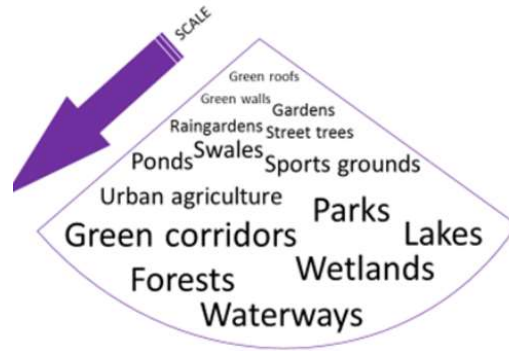 SCALE
Green roofs
Green walls
Gardens
Raingardens Street trees
Ponds Swales Sports grounds
Urban agriculture
Parks
Green corridors Lakes
Forests Wetlands
Waterways